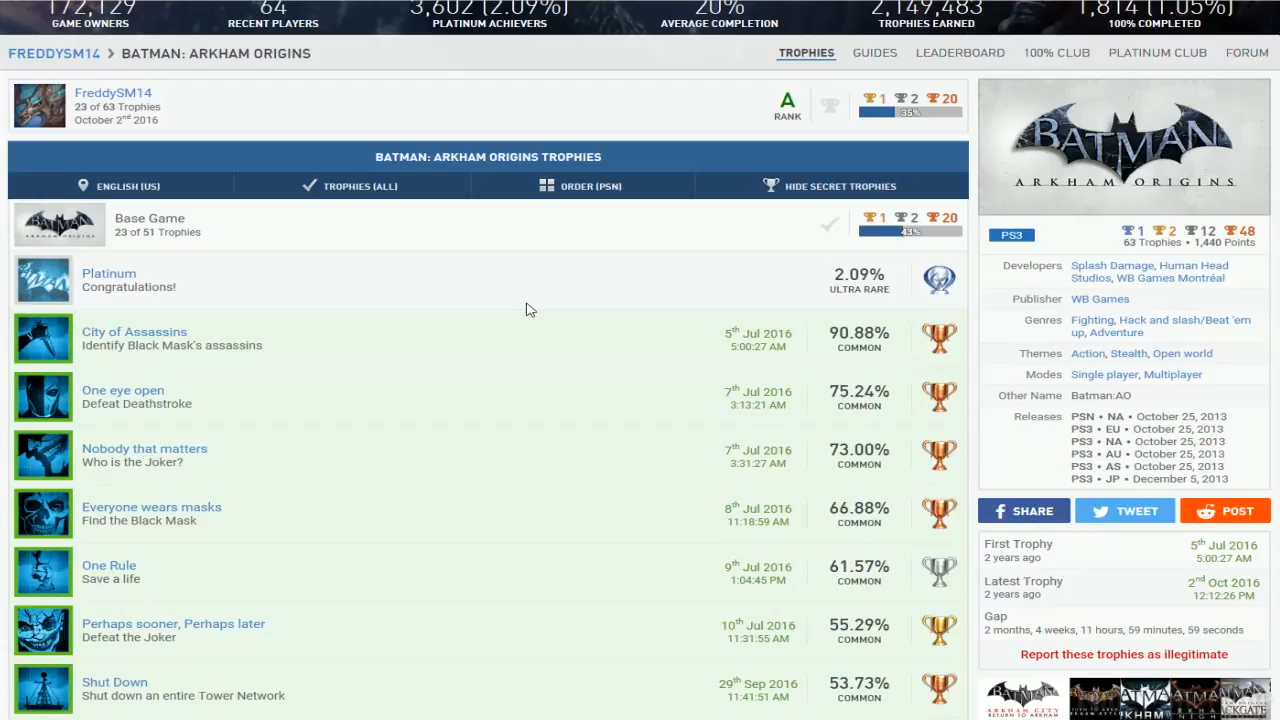 172,129
64
3,602 (2.09%)
20%
2,149,483
1,814 (1.05%)
GAME OWNERS
RECENT PLAYERS
PLATINUM ACHIEVERS
AVERAGE COMPLETION
TROPHIES EARNED
100% COMPLETED
FREDDYSM14 > BATMAN: ARKHAM ORIGINS
TROPHIES GUIDES LEADERBOARD 100% CLUB PLATINUM CLUB FORUM
FreddySM14
23 of 63 Trophies
October 2nd 2016
A
RANK
1 2 20
35%
BATMAN: ARKHAM ORIGINS TROPHIES
ENGLISH (US) TROPHIES (ALL) ORDER (PSN) HIDE SECRET TROPHIES
BATMAN
ARKHAM ORIGINS
Base Game
23 of 51 Trophies
1 2 20
43%
Platinum
Congratulations!
2.09%
ULTRA RARE
City of Assassins
Identify Black Mask's assassins
5th Jul 2016
5:00:27 AM
90.88%
COMMON
One eye open
Defeat Deathstroke
7th Jul 2016
3:13:21 AM
75.24%
COMMON
Nobody that matters
Who is the Joker?
7th Jul 2016
3:31:27 AM
73.00%
COMMON
Everyone wears masks
Find the Black Mask
8th Jul 2016
11:18:59 AM
66.88%
COMMON
One Rule
Save a life
9th Jul 2016
1:04:45 PM
61.57%
COMMON
Perhaps sooner, Perhaps later
Defeat the Joker
10th Jul 2016
11:31:55 AM
55.29%
COMMON
Shut Down
Shut down an entire Tower Network
29th Sep 2016
11:41:51 AM
53.73%
COMMON
BATMAN
ARKHAM ORIGINS
PS3
1 2 12 48
63 Trophies • 1,440 Points
Developers Splash Damage, Human Head
Studios, WB Games Montréal
Publisher WB Games
Genres Fighting, Hack and slash/Beat 'em
up, Adventure
Themes Action, Stealth, Open world
Modes Single player, Multiplayer
Other Name Batman:AO
Releases PSN • NA • October 25, 2013
PS3 • EU • October 25, 2013
PS3 • NA • October 25, 2013
PS3 • AU • October 25, 2013
PS3 • AS • October 25, 2013
PS3 • JP • December 5, 2013
SHARE TWEET POST
First Trophy
2 years ago
5th Jul 2016
5:00:27 AM
Latest Trophy
2 years ago
2nd Oct 2016
12:12:26 PM
Gap
2 months, 4 weeks, 11 hours, 59 minutes, 59 seconds
Report these trophies as illegitimate
BATMAN
ARKHAM CITY
RETURN TO ARKHAM